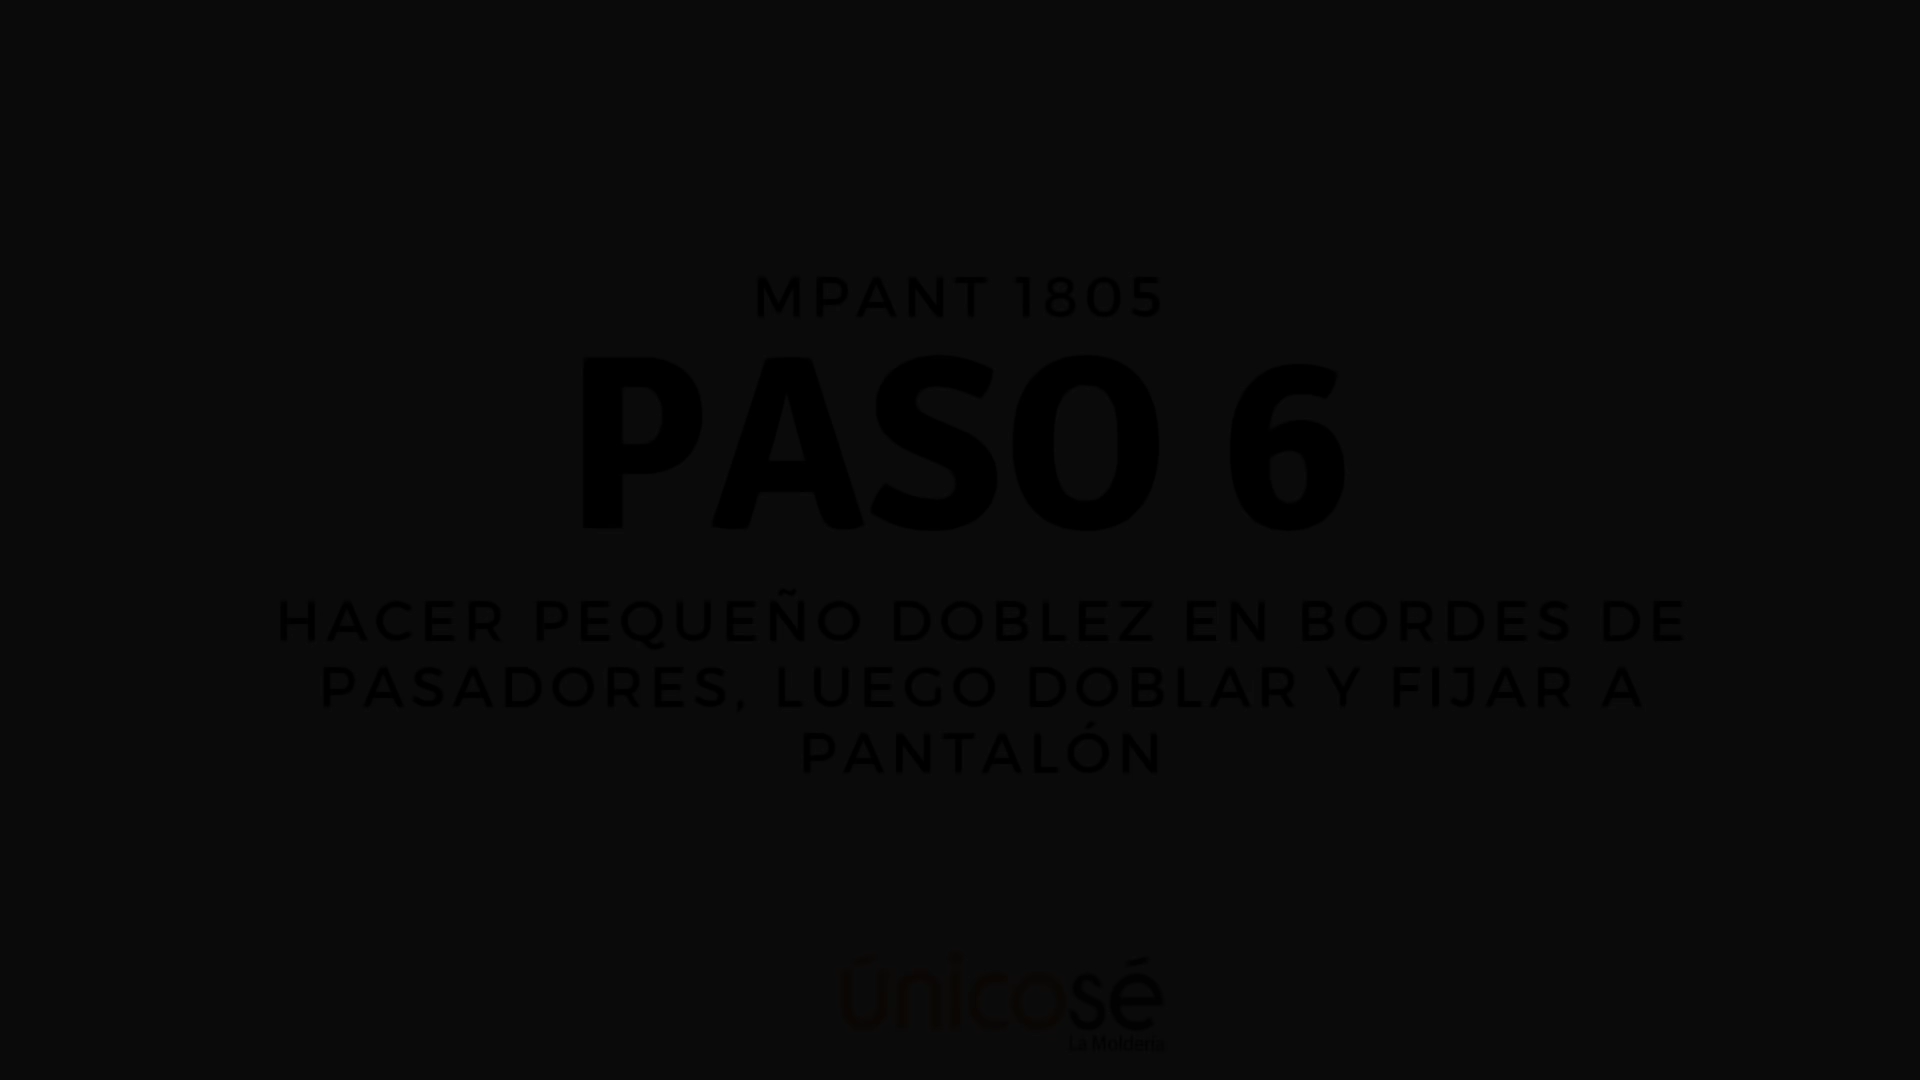 MPANT 1805
PASO 6
HACER PEQUEÑO DOBLEZ EN BORDES DE
PASADORES, LUEGO DOBLAR Y FIJAR A
PANTALÓN
únicosé
La Moldería